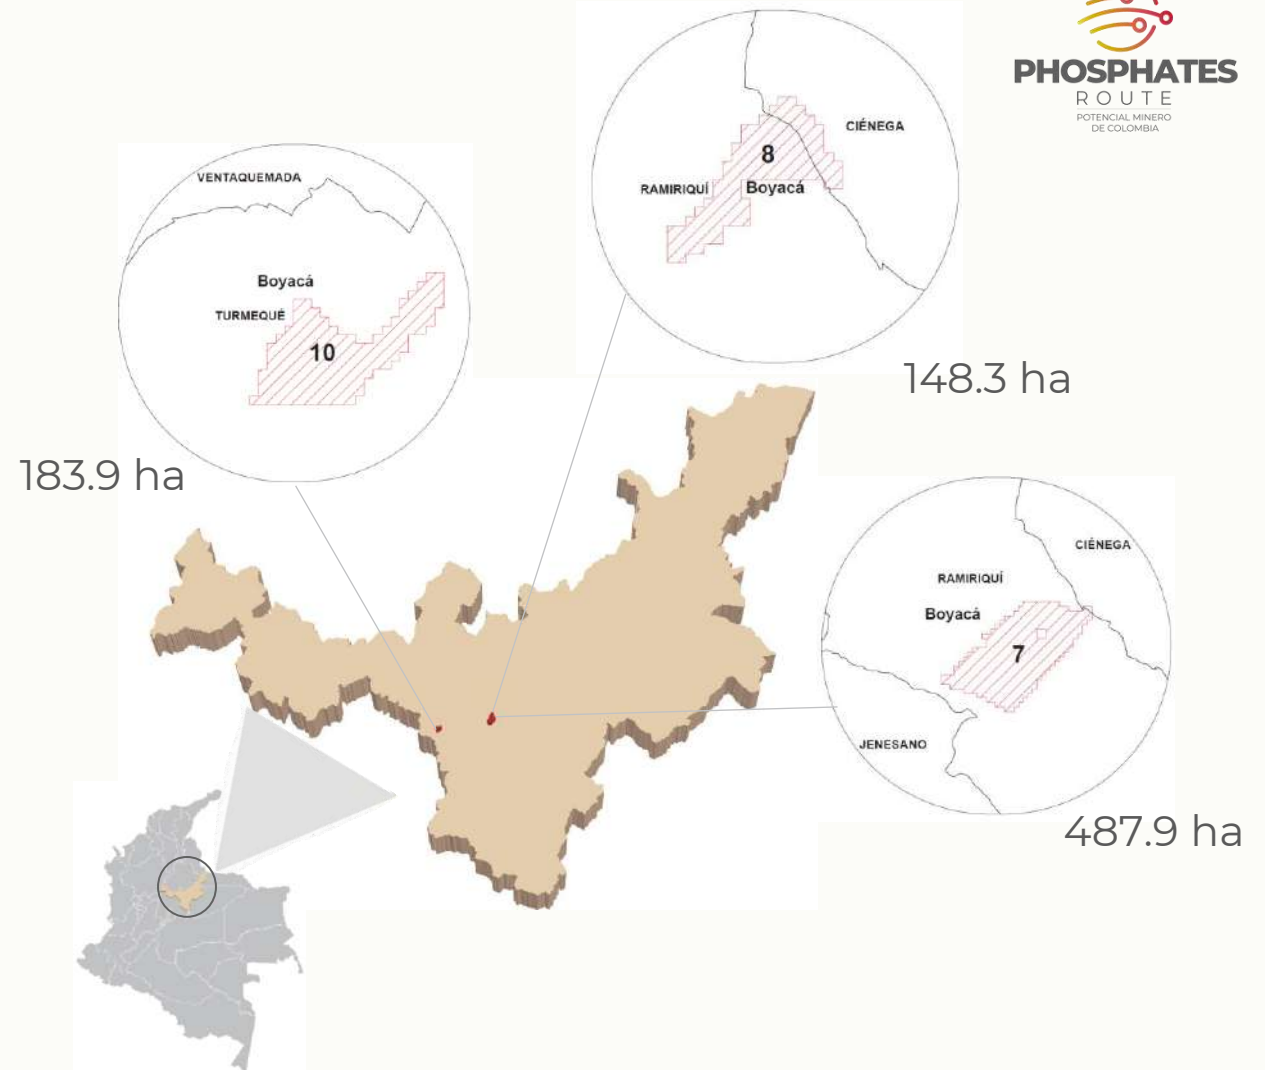 PHOSPHATES
ROUTE
POTENCIAL MINERO
DE COLOMBIA
CIÉNEGA
8
RAMIRIQUÍ
Boyacá
148.3 ha
VENTAQUEMADA
Boyacá
TURMEQUÉ
10
183.9 ha
CIÉNEGA
RAMIRIQUÍ
Boyacá
7
JENESANO
487.9 ha